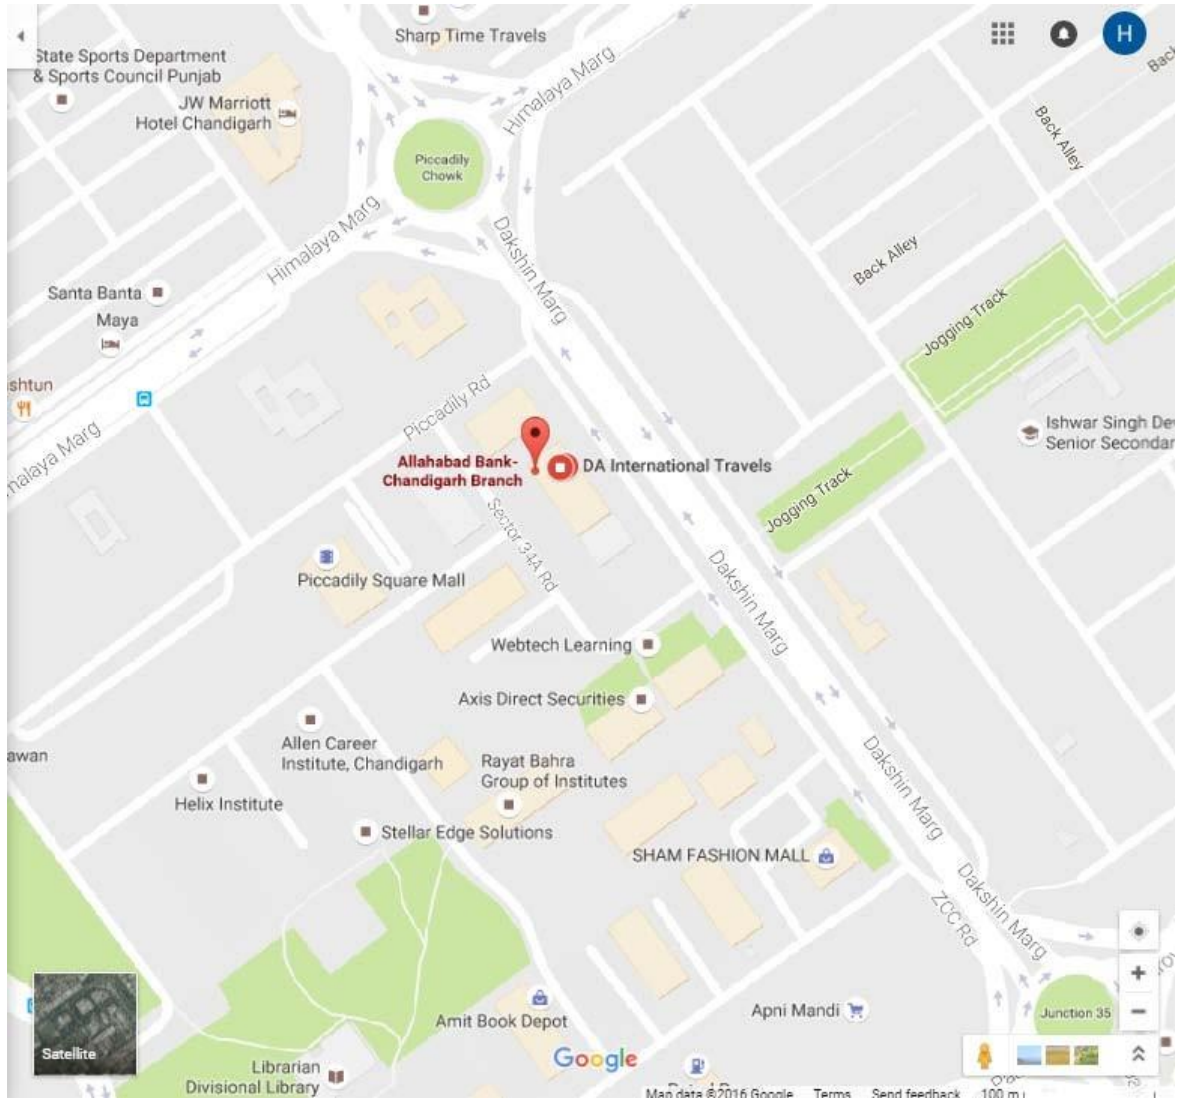 Sharp Time Travels
H
State Sports Department
& Sports Council Punjab
Himalaya Marg
JW Marriott
Hotel Chandigarh
Back Alley
Piccadily
Chowk
Himalaya Marg
Dakshin Marg
Back Alley
Santa Banta
Maya
Jogging Track
shtun
Piccadily Rd
Ishwar Singh
Senior
Marg
Allahabad Bank-
Chandigarh Branch
DA International Travels
Jogging Track
Sector 34A Rd
Piccadily Square Mall
Dakshin Marg
Webtech Learning
Axis Direct Securities
Allen Career
Institute, Chandigarh
awan
Rayat Bahra
Group of Institutes
Dakshin Marg
Helix Institute
Stellar Edge Solutions
SHAM FASHION MALL
Dakshin Marg
ZCC Rd
Apni Mandi
Junction 35
Amit Book Depot
Satellite
Google
Librarian
Divisional Library
Map data ©2016 Google Terms Send feedback 100 m